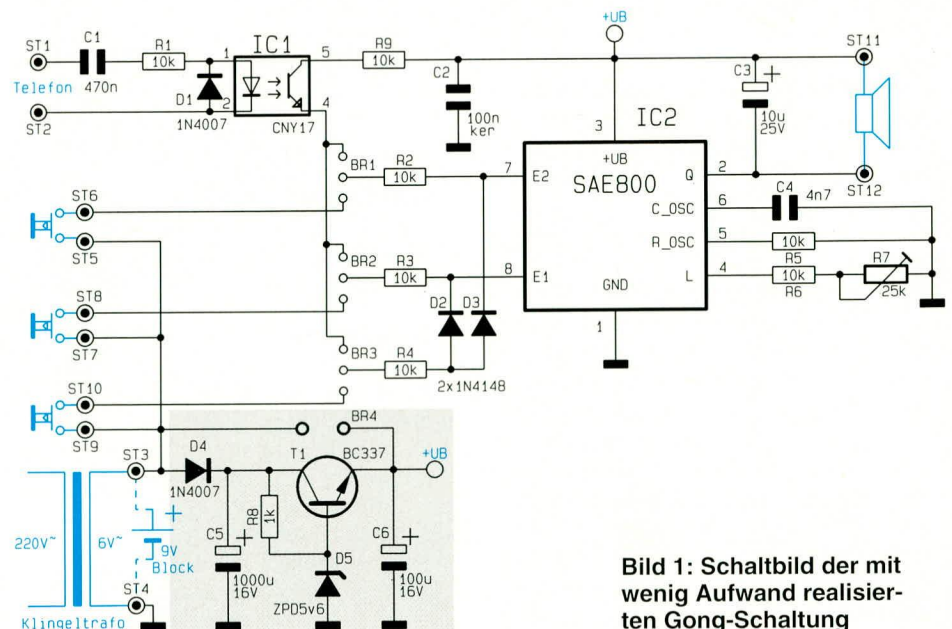 +UB
ST1
C1
R1
10k
IC1
1
5
R9
10k
ST11
Telefon
470n
D1
2
4
C2
C3
+
ST2
1N4007
CNY17
100n
ker
3
IC2
10u
25V
+UB
SAE800
BR1
R2
10k
7
E2
Q
2
ST12
ST6
C_OSC
6
C4
4n7
ST5
R_OSC
5
10k
R5
BR2
R3
10k
8
E1
L
4
10k
R6
R7
25k
ST8
D2
D3
GND
ST7
BR3
R4
10k
1
2x1N4148
ST10
ST9
BR4
ST3
D4
T1
BC337
+UB
1N4007
+
R8
1k
C5
+
C6
+
220V~
6V~
9V
Block
1000u
16V
D5
100u
16V
ST4
ZPD5v6
Klingeltrafo
Bild 1: Schaltbild der mit
wenig Aufwand realisier-
ten Gong-Schaltung